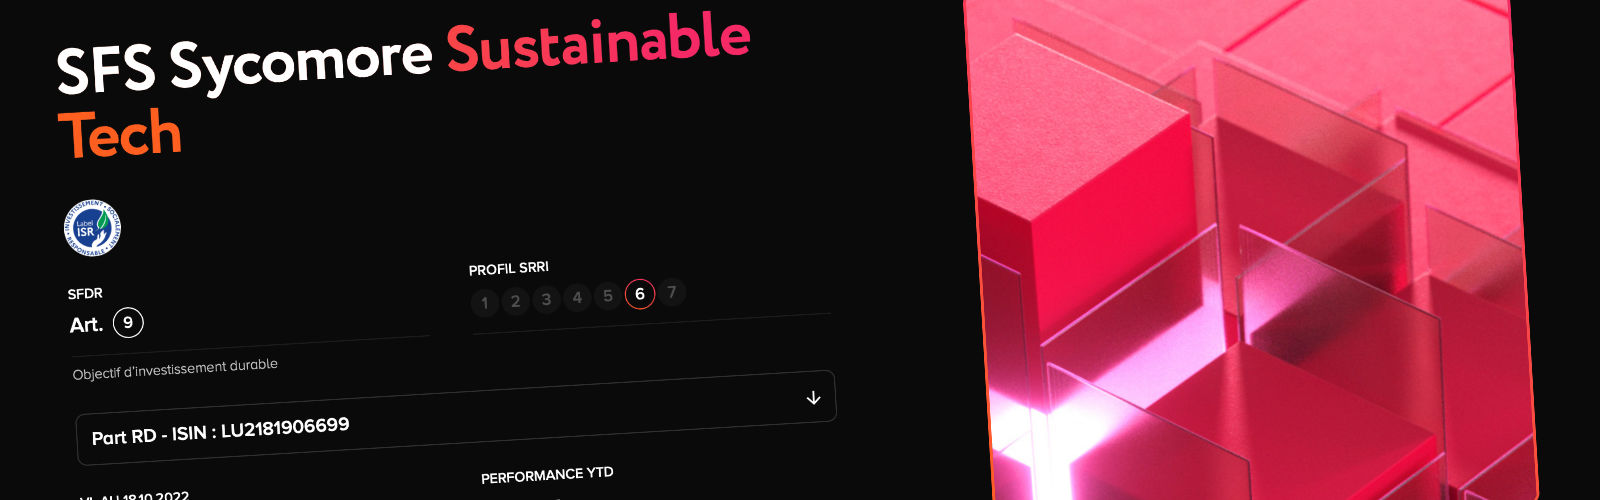 SFS Sycomore Sustainable
Tech
INVESTISSEMENT SOCIALEMENT
Label
ISR
RESPONSABLE
SFDR
Art. 9
Objectif d'investissement durable
PROFIL SRRI
1 2 3 4 5 6 7
Part RD - ISIN : LU2181906699
VL AU 18.10.2022
PERFORMANCE YTD